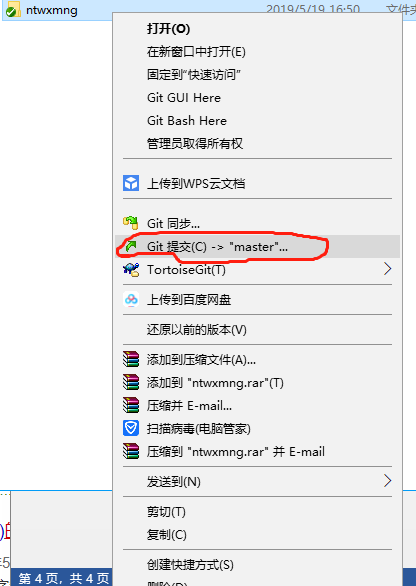 ntwxmng 2019/5/19 16:50 文件夹
打开(O)
在新窗口中打开(E)
固定到"快速访问"
Git GUI Here
Git Bash Here
管理员取得所有权
上传到WPS云文档
Git 同步...
Git 提交(C) -> "master"...
TortoiseGit(T)
上传到百度网盘
还原以前的版本(V)
添加到压缩文件(A)...
添加到 "ntwxmng.rar"(T)
压缩并 E-mail...
扫描病毒(电脑管家)
压缩到 "ntwxmng.rar" 并 E-mail
发送到(N)
剪切(T)
复制(C)
第 4 页，共 4 页
创建快捷方式(S)
删除(D)